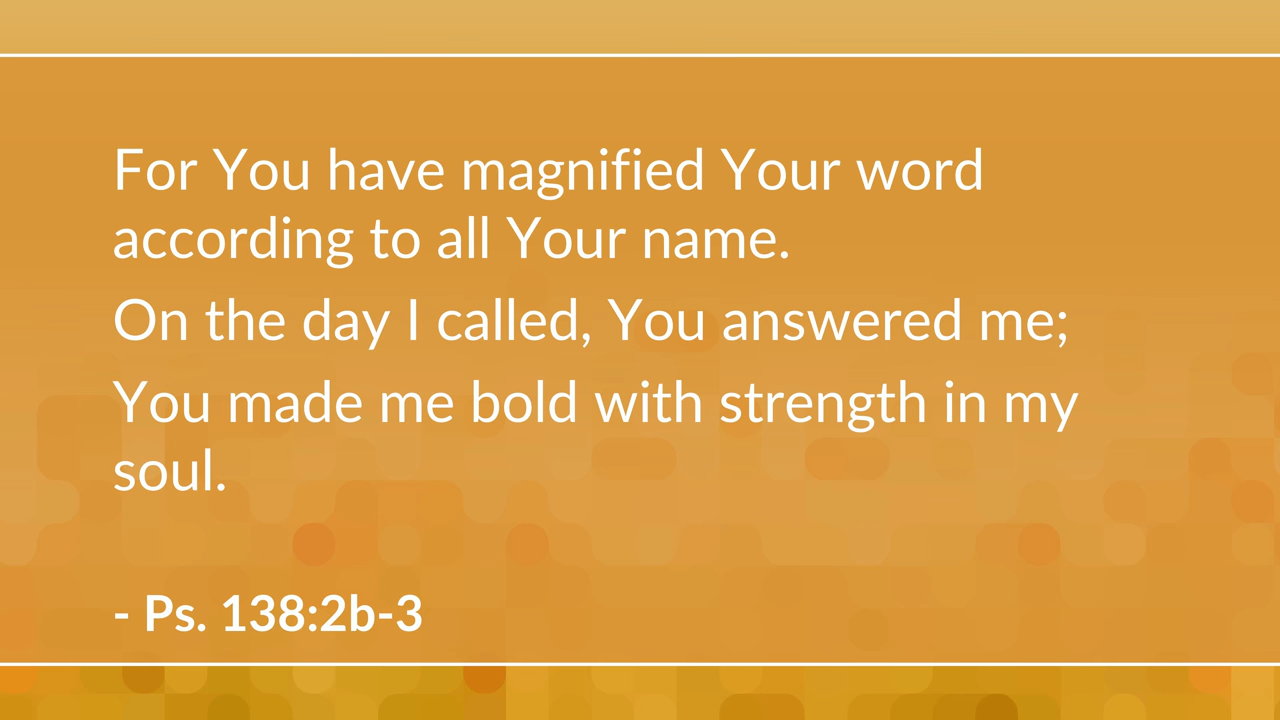 For You have magnified Your word
according to all Your name.
On the day I called, You answered me;
You made me bold with strength in my
soul.
- Ps. 138:2b-3